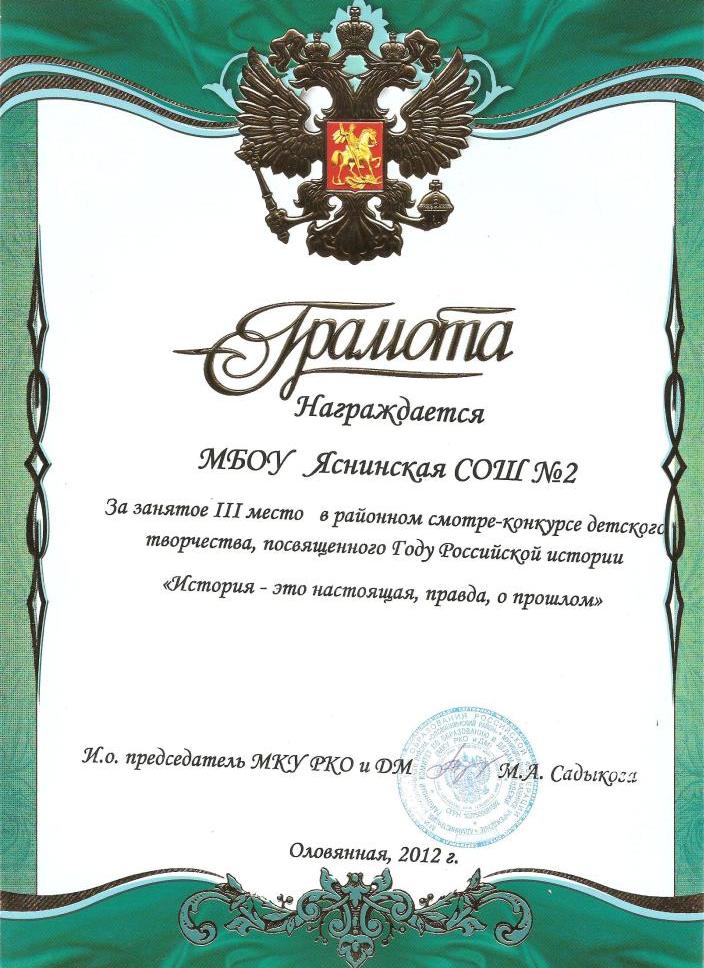 Грамота
Награждается
МБОУ Яснинская СОШ №2
За занятое III место в районном смотре-конкурсе детского
творчества, посвященного Году Российской истории
«История - это настоящая, правда, о прошлом»
И.о. председатель МКУ РКО и ДМ М.А. Садыкова
Оловянная, 2012 г.